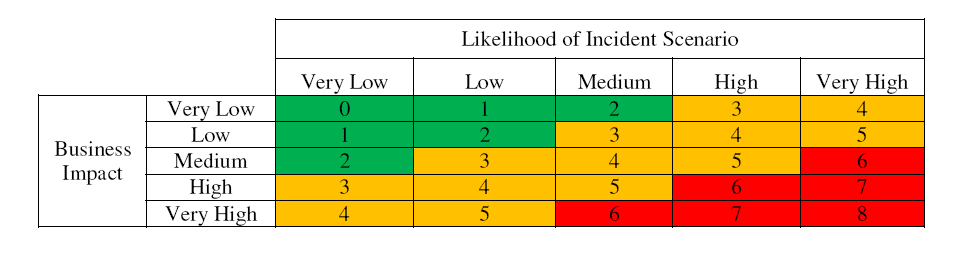 Likelihood of Incident Scenario
Very Low Low Medium High Very High
Business Impact
Very Low 0 1 2 3 4
Low 1 2 3 4 5
Medium 2 3 4 5 6
High 3 4 5 6 7
Very High 4 5 6 7 8